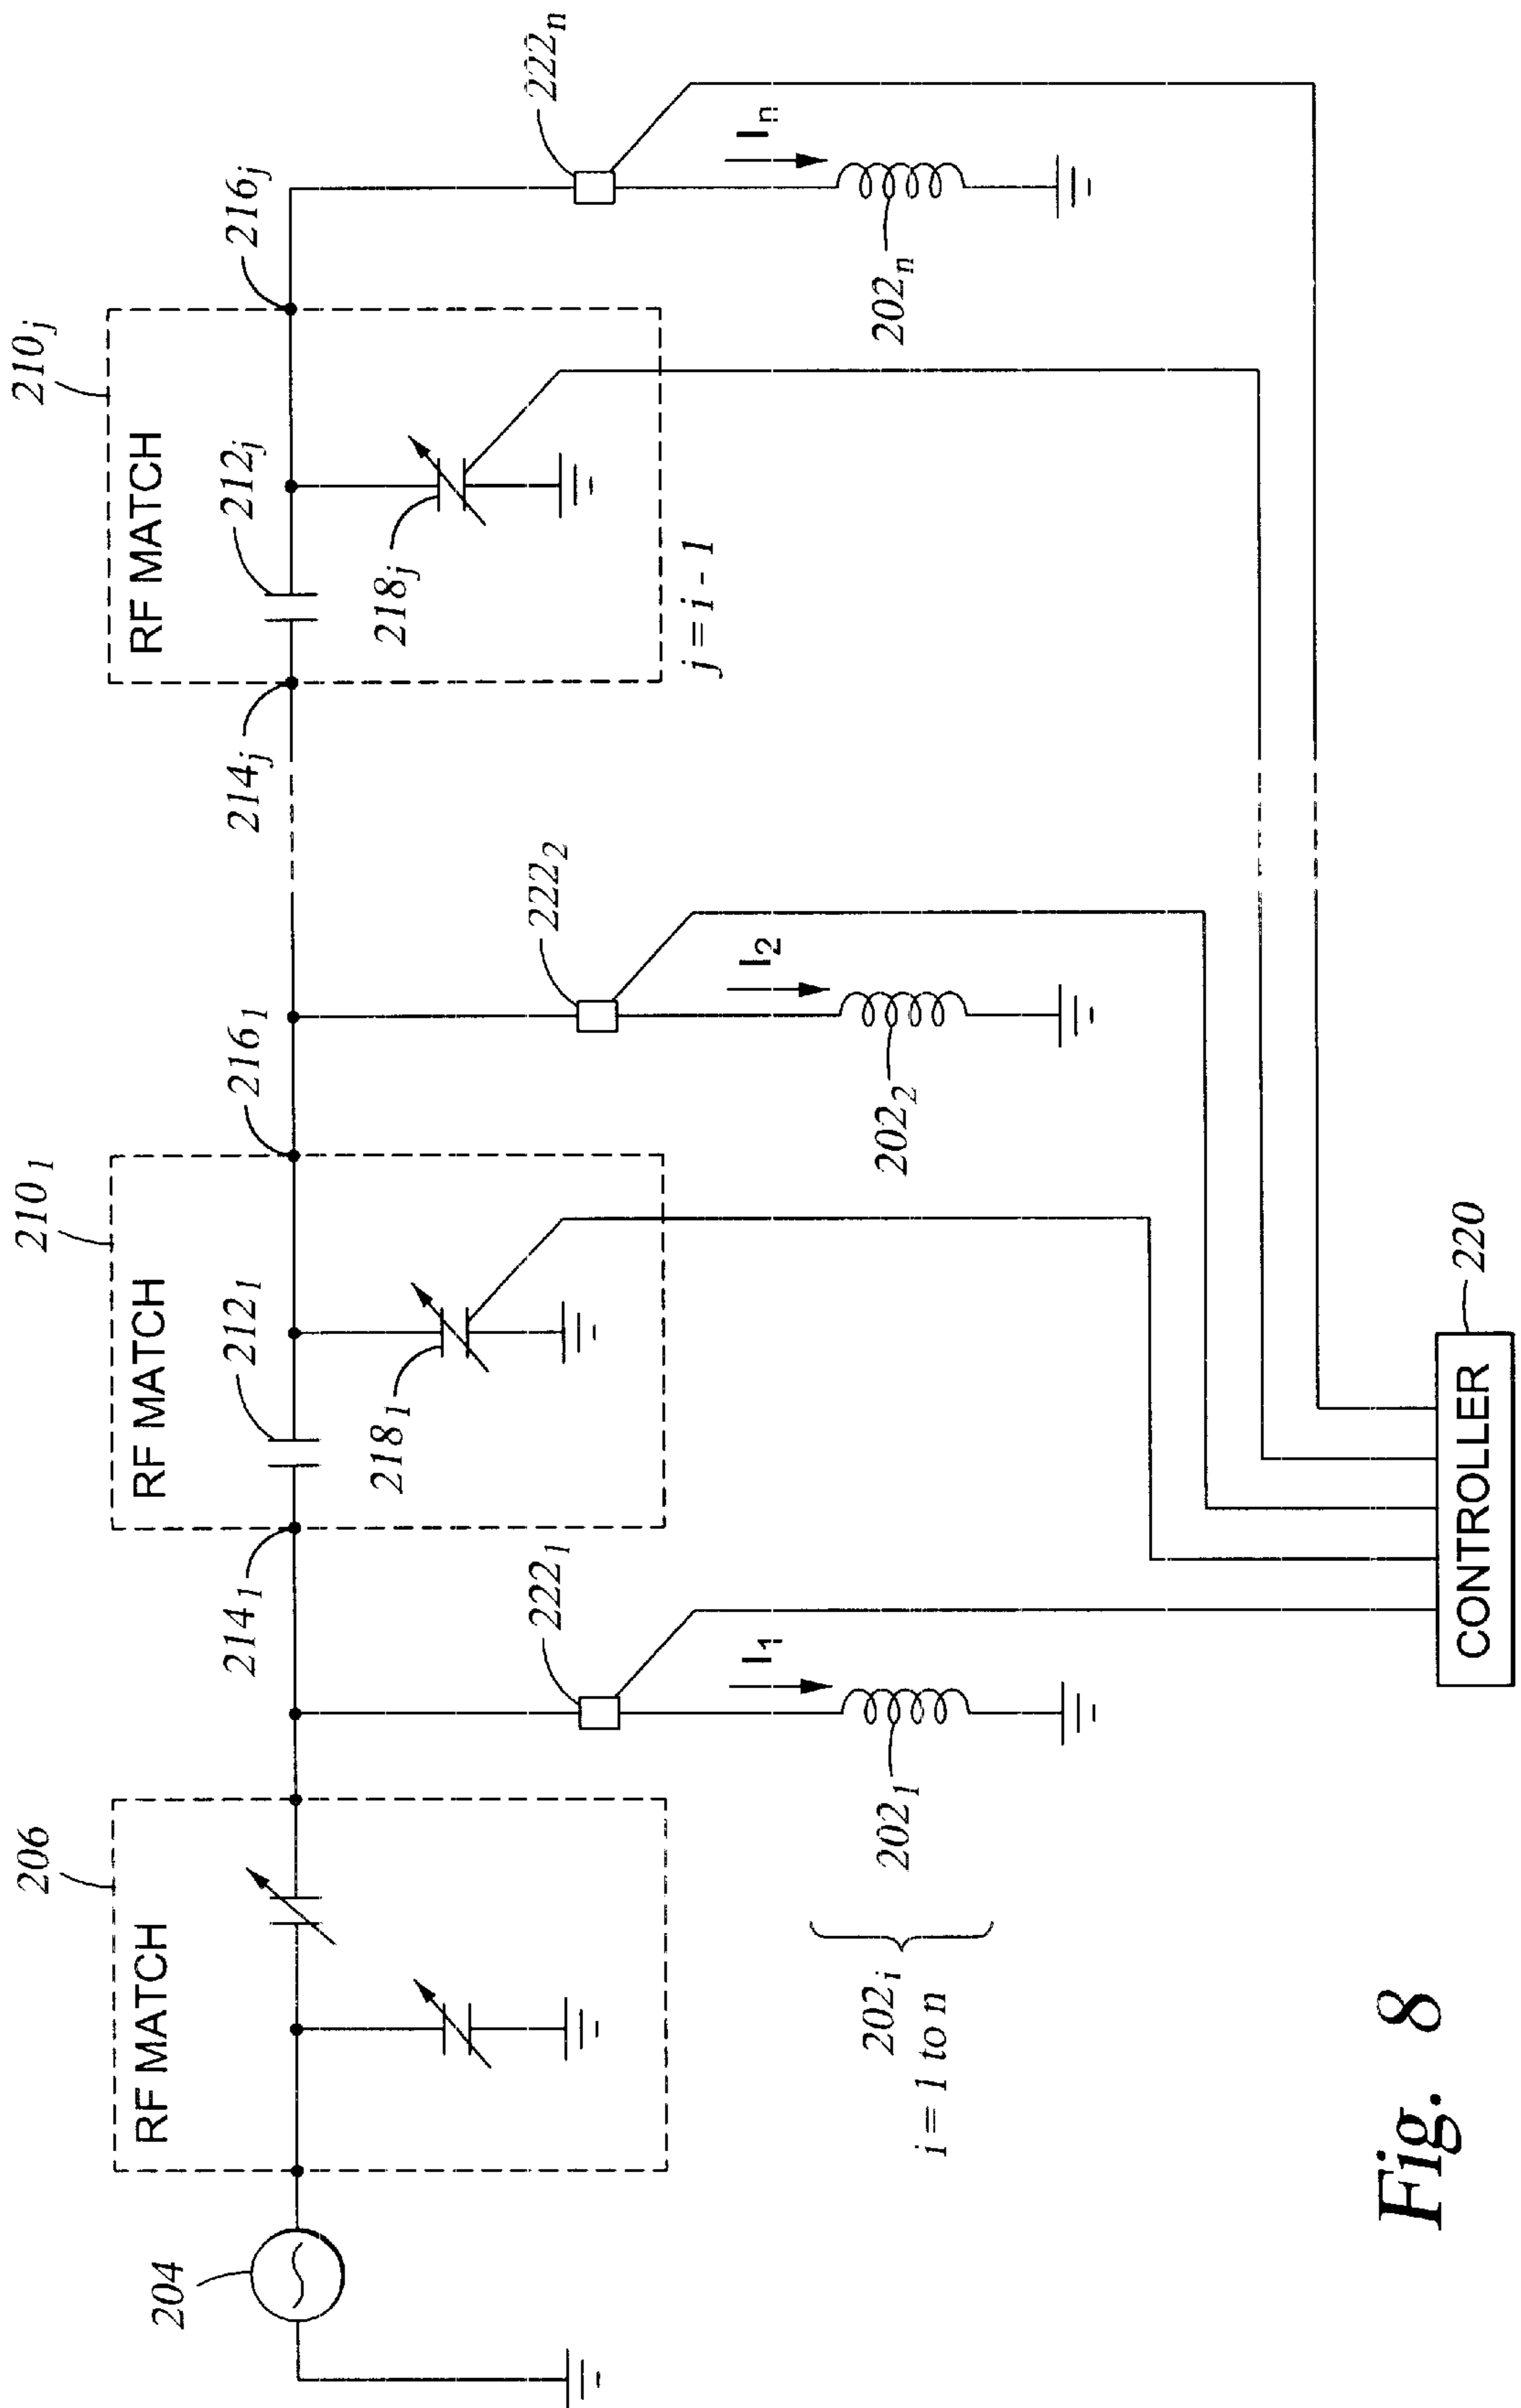 204
RF MATCH
206
202ᵢ
i = 1 to n
202₁
I₁
222₁
214₁
RF MATCH
210₁
212₁
218₁
216₁
222₂
I₂
202₂
214ⱼ
RF MATCH
210ⱼ
212ⱼ
218ⱼ
j = i - 1
216ⱼ
222ₙ
Iₙ
202ₙ
CONTROLLER
220
Fig. 8